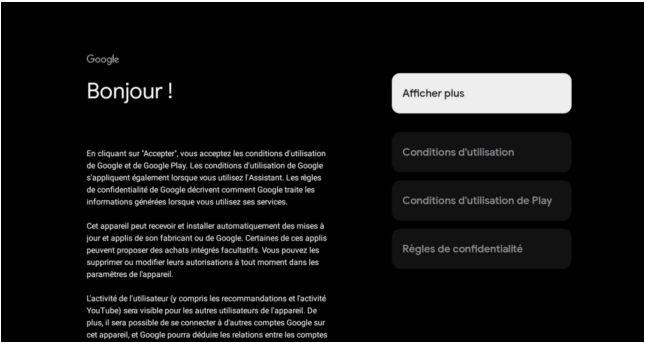 Google
Bonjour !
En cliquant sur "Accepter", vous acceptez les conditions d'utilisation
de Google et de Google Play. Les conditions d'utilisation de Google
s'appliquent également lorsque vous utilisez l'Assistant. Les règles
de confidentialité de Google décrivent comment Google traite les
informations générées lorsque vous utilisez ses services.
Cet appareil peut recevoir et installer automatiquement des mises à
jour et applis de son fabricant ou de Google. Certaines de ces applis
peuvent proposer des achats intégrés facultatifs. Vous pouvez les
supprimer ou modifier leurs autorisations à tout moment dans les
paramètres de l'appareil.
L'activité de l'utilisateur (y compris les recommandations et l'activité
YouTube) sera visible pour les autres utilisateurs de l'appareil. De
plus, il sera possible de se connecter à d'autres comptes Google sur
cet appareil, et Google pourra déduire les relations entre les comptes
Afficher plus
Conditions d'utilisation
Conditions d'utilisation de Play
Règles de confidentialité